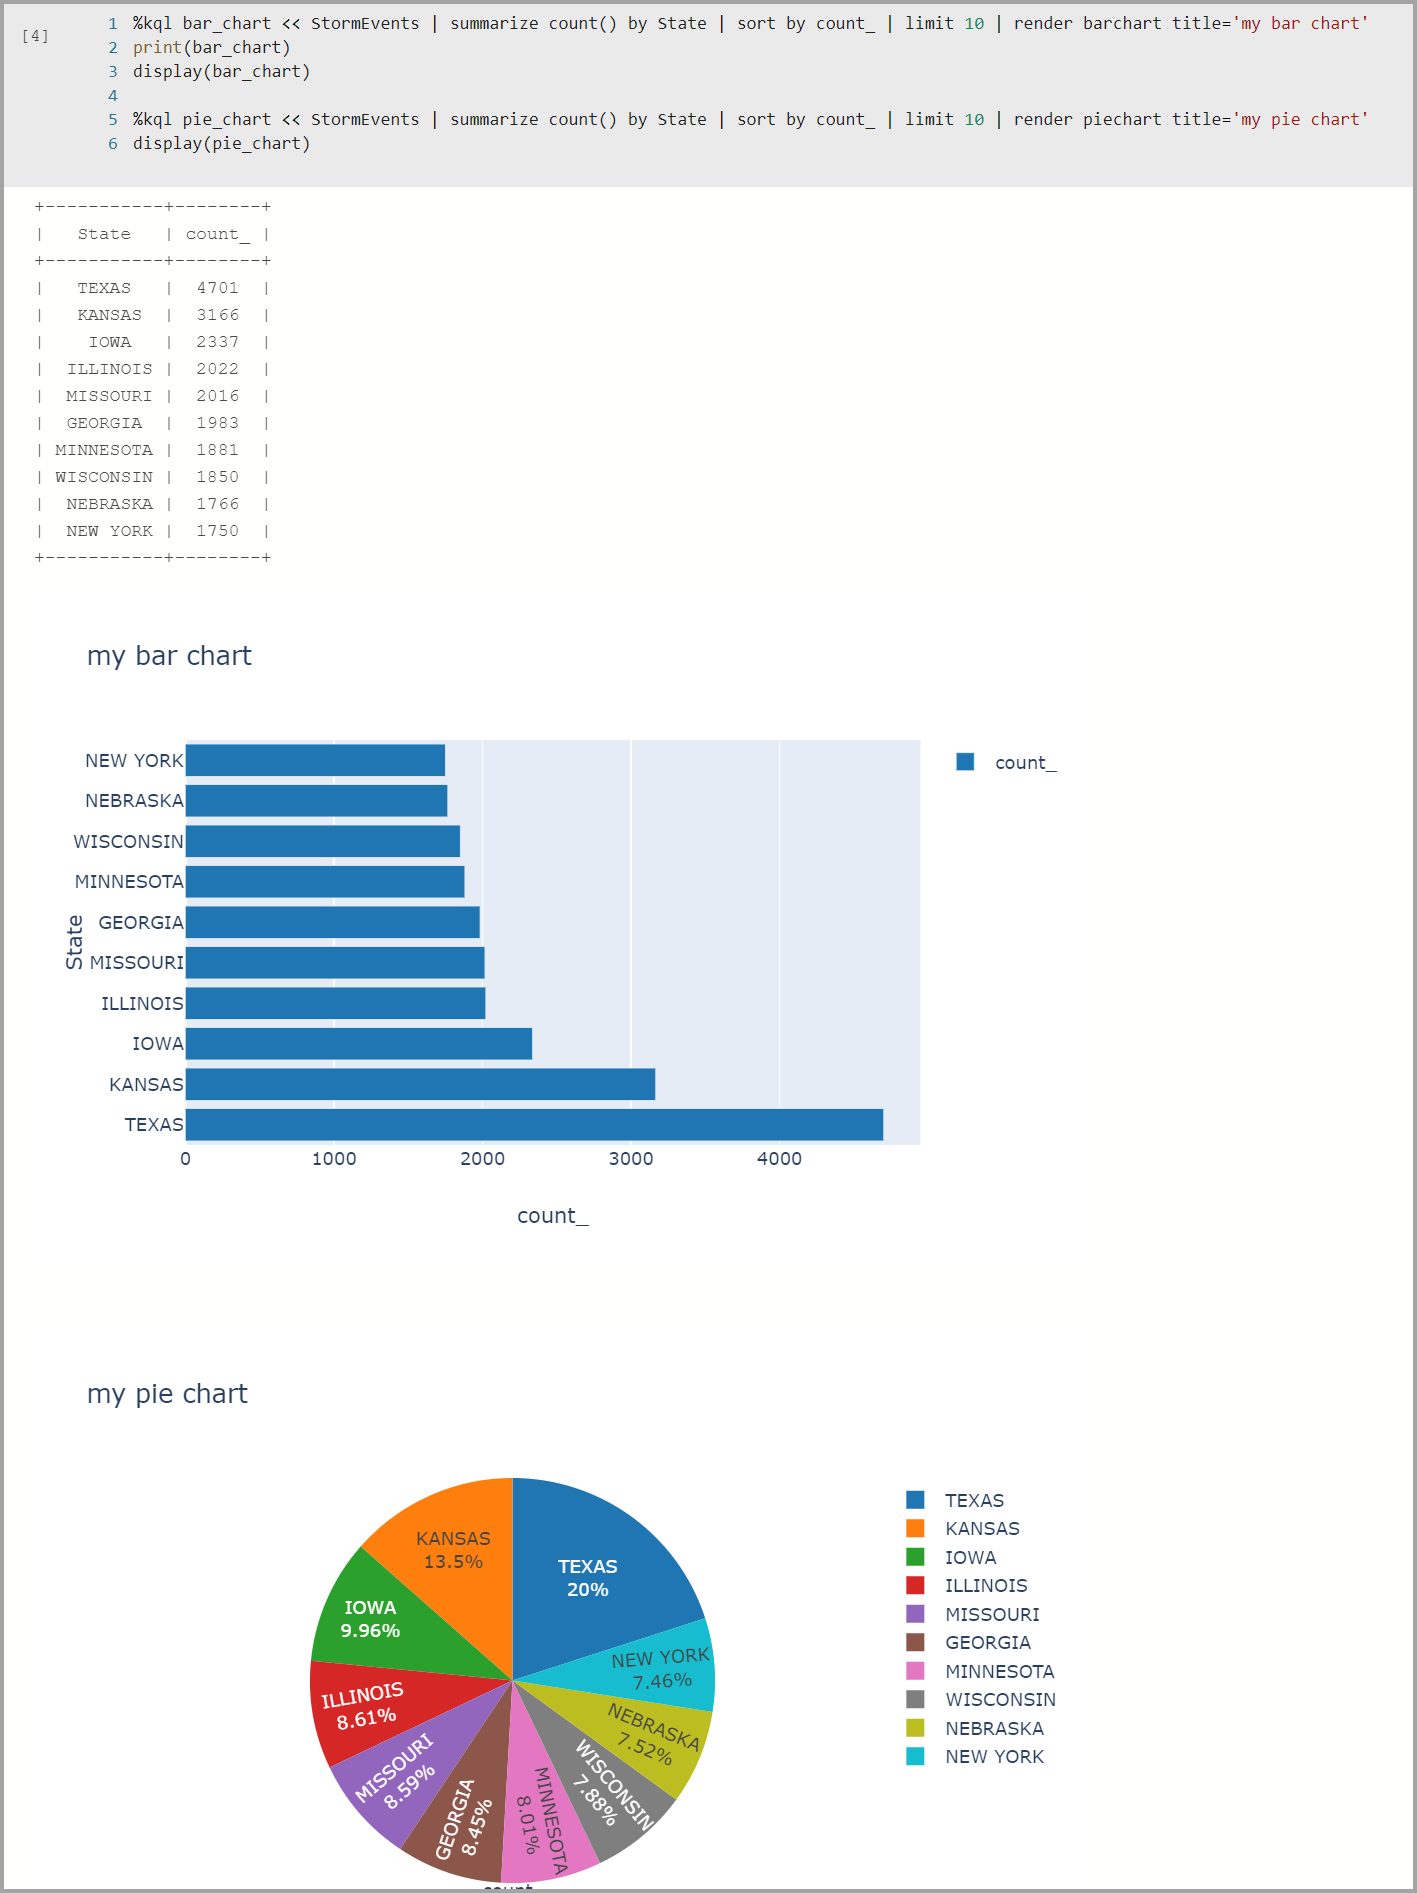 [4]
1 %kql bar_chart << StormEvents | summarize count() by State | sort by count_ | limit 10 | render barchart title='my bar chart'
2 print(bar_chart)
3 display(bar_chart)
4
5 %kql pie_chart << StormEvents | summarize count() by State | sort by count_ | limit 10 | render piechart title='my pie chart'
6 display(pie_chart)
+-----------+--------+
|   State   | count_ |
+-----------+--------+
|   TEXAS   |  4701  |
|   KANSAS  |  3166  |
|    IOWA   |  2337  |
|  ILLINOIS |  2022  |
|  MISSOURI |  2016  |
|  GEORGIA  |  1983  |
| MINNESOTA |  1881  |
| WISCONSIN |  1850  |
|  NEBRASKA |  1766  |
|  NEW YORK |  1750  |
+-----------+--------+
my bar chart
NEW YORK
NEBRASKA
WISCONSIN
MINNESOTA
GEORGIA
MISSOURI
ILLINOIS
IOWA
KANSAS
TEXAS
State
0 1000 2000 3000 4000
count_
count_
my pie chart
TEXAS
20%
NEW YORK
7.46%
NEBRASKA
7.52%
WISCONSIN
7.88%
MINNESOTA
8.01%
GEORGIA
8.45%
MISSOURI
8.59%
ILLINOIS
8.61%
IOWA
9.96%
KANSAS
13.5%
TEXAS
KANSAS
IOWA
ILLINOIS
MISSOURI
GEORGIA
MINNESOTA
WISCONSIN
NEBRASKA
NEW YORK